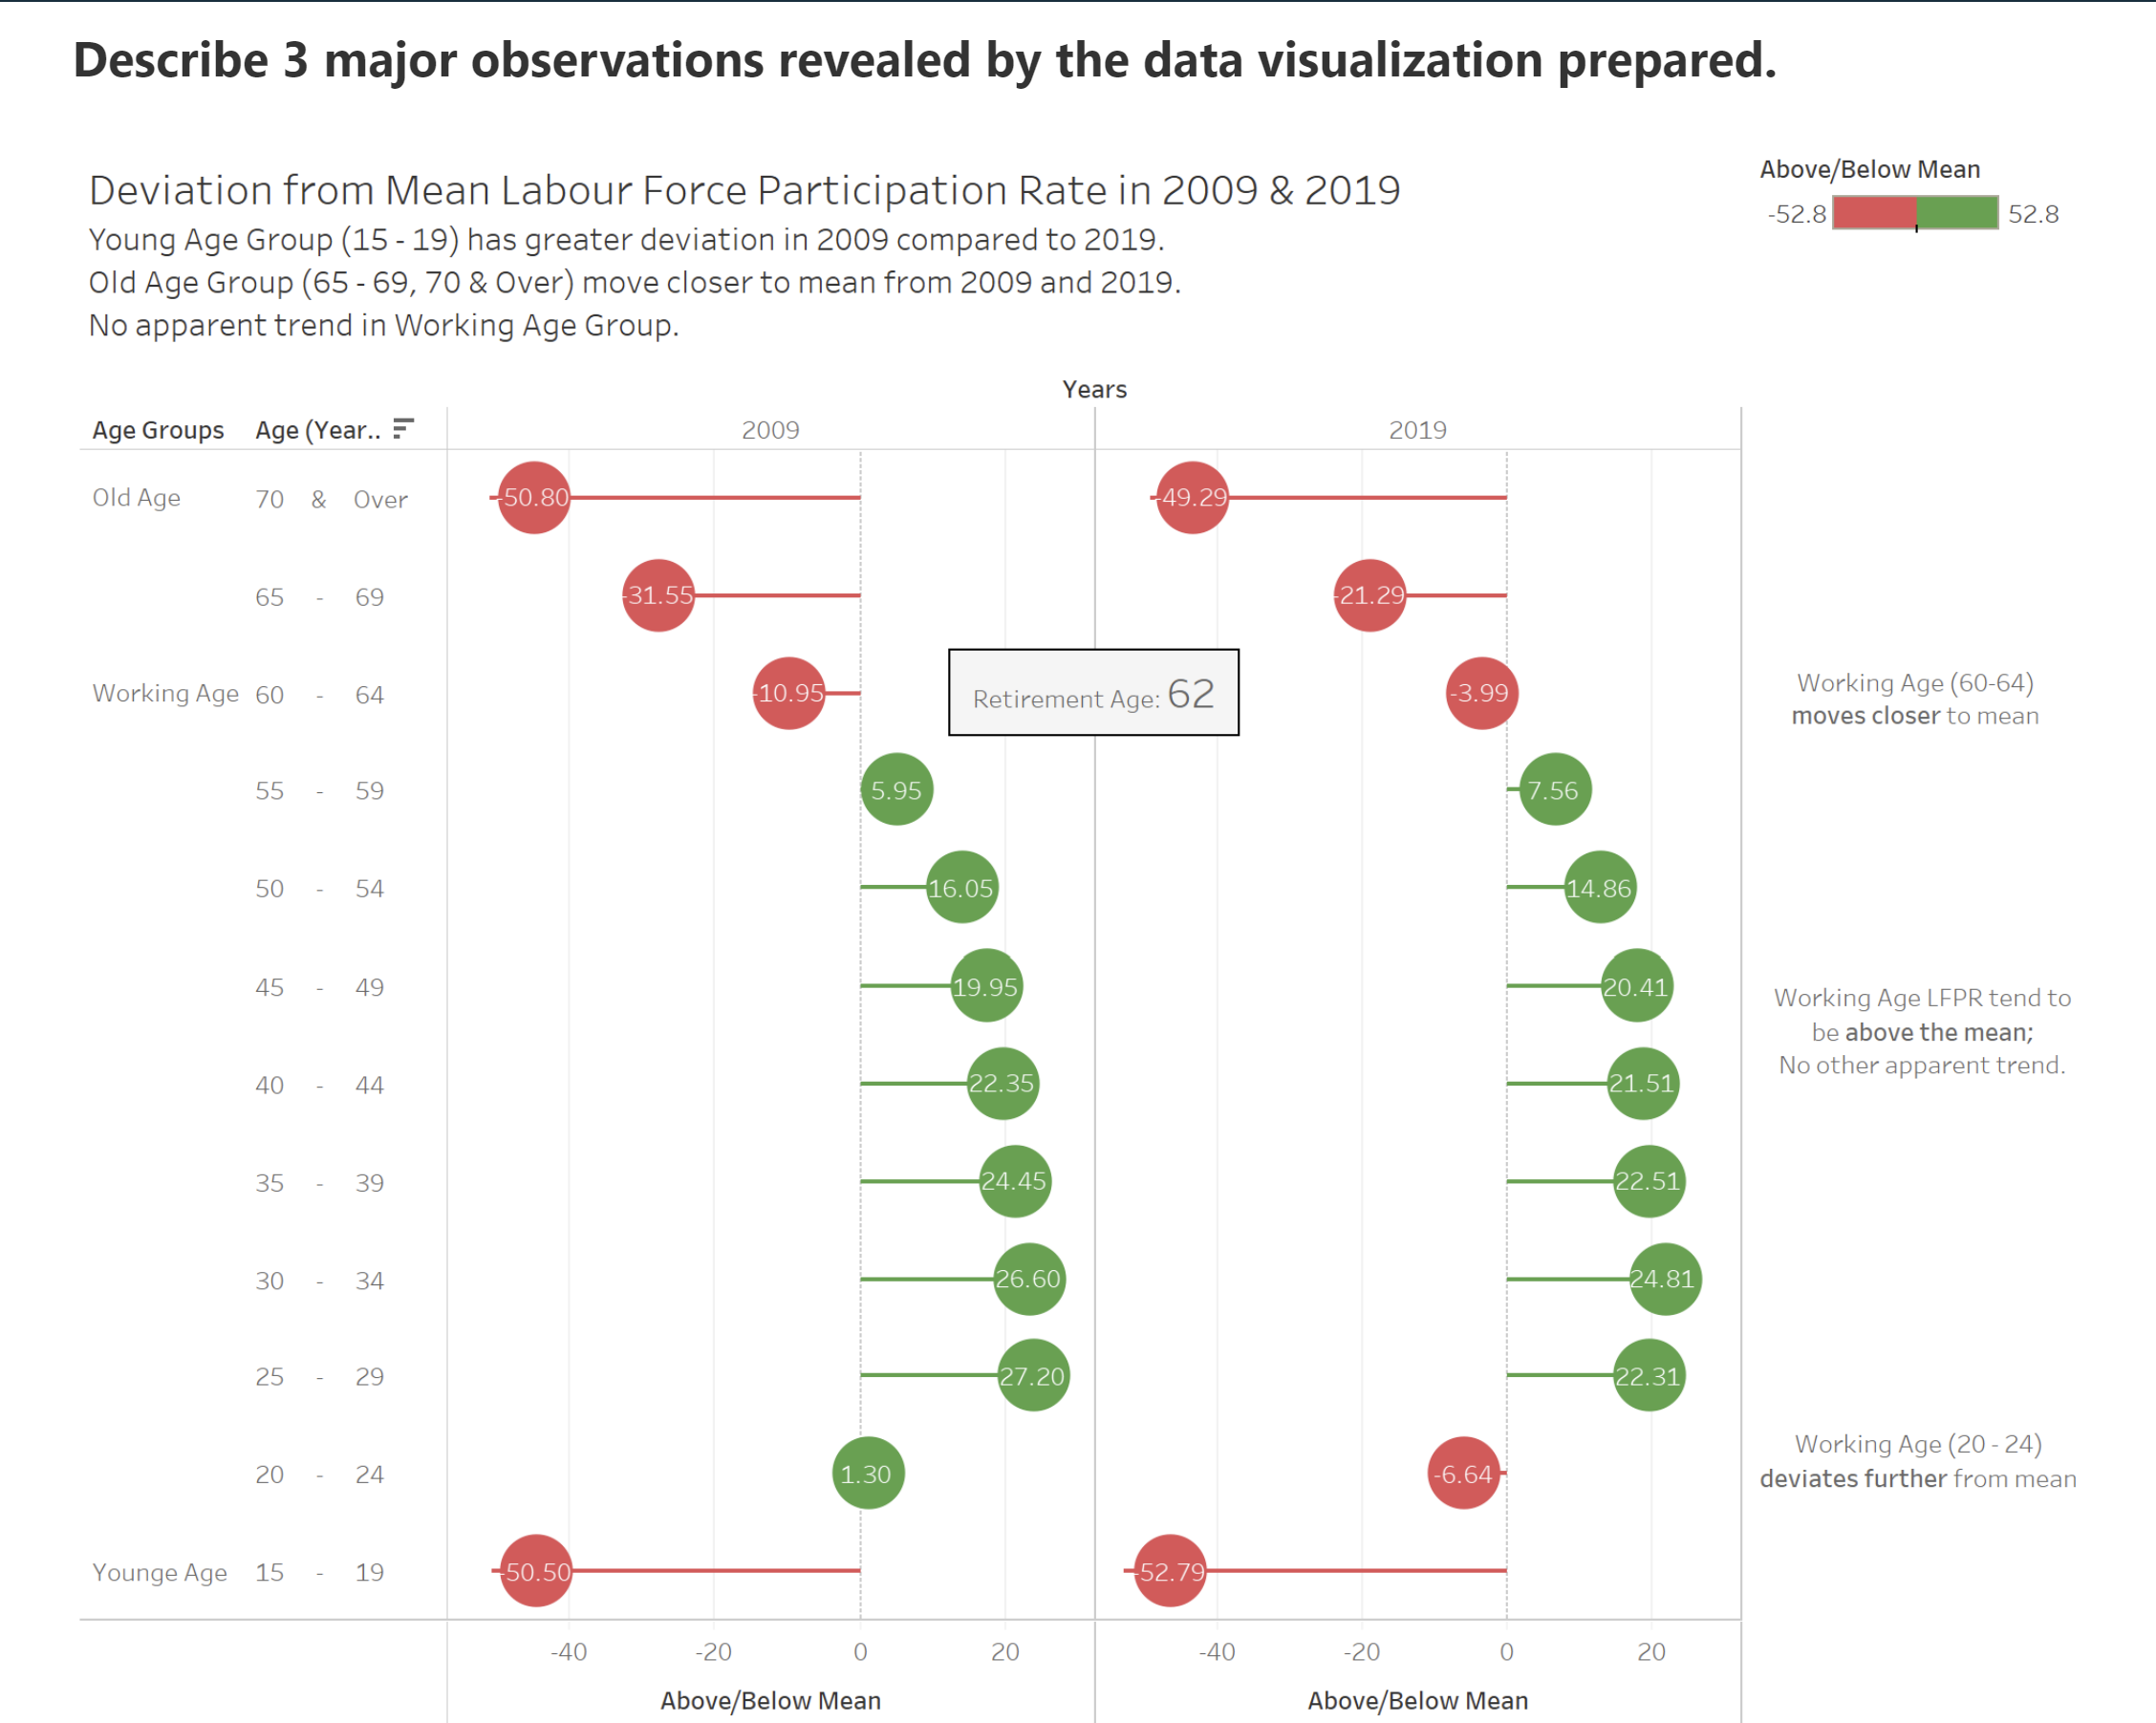 Describe 3 major observations revealed by the data visualization prepared.
Deviation from Mean Labour Force Participation Rate in 2009 & 2019
Young Age Group (15 - 19) has greater deviation in 2009 compared to 2019.
Old Age Group (65 - 69, 70 & Over) move closer to mean from 2009 and 2019.
No apparent trend in Working Age Group.
Above/Below Mean
-52.8 52.8
Years
Age Groups Age (Year.. 2009 2019
Old Age 70 & Over -50.80 -49.29
65 - 69 -31.55 -21.29
Working Age 60 - 64 -10.95 -3.99
Retirement Age: 62
Working Age (60-64)
moves closer to mean
55 - 59 5.95 7.56
50 - 54 16.05 14.86
45 - 49 19.95 20.41
Working Age LFPR tend to
be above the mean;
No other apparent trend.
40 - 44 22.35 21.51
35 - 39 24.45 22.51
30 - 34 26.60 24.81
25 - 29 27.20 22.31
20 - 24 1.30 -6.64
Working Age (20 - 24)
deviates further from mean
Younge Age 15 - 19 -50.50 -52.79
-40 -20 0 20 -40 -20 0 20
Above/Below Mean Above/Below Mean